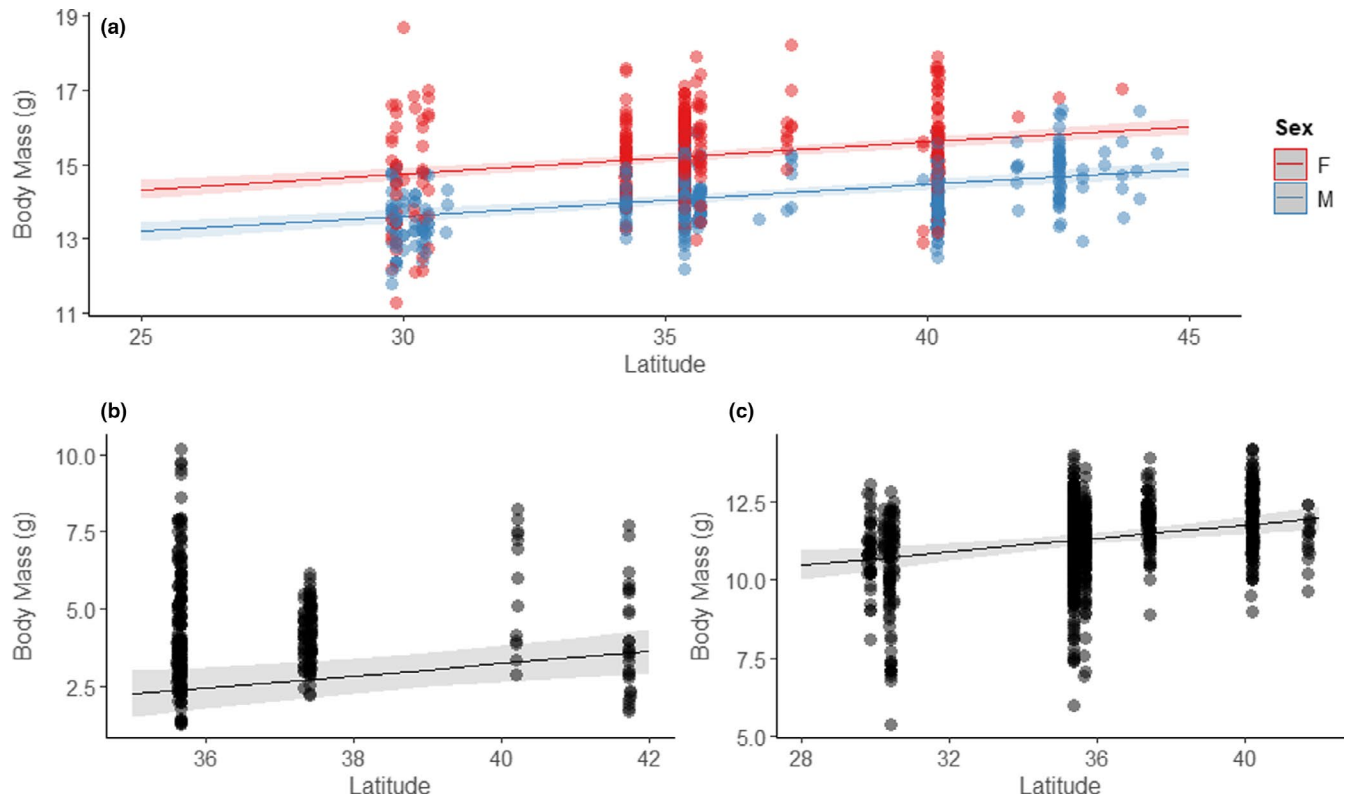 (a)
19
17
15
13
11
Body Mass (g)
25 30 35 40 45
Latitude
Sex
F
M
(b)
10.0
7.5
5.0
2.5
Body Mass (g)
36 38 40 42
Latitude
(c)
12.5
10.0
7.5
5.0
Body Mass (g)
28 32 36 40
Latitude